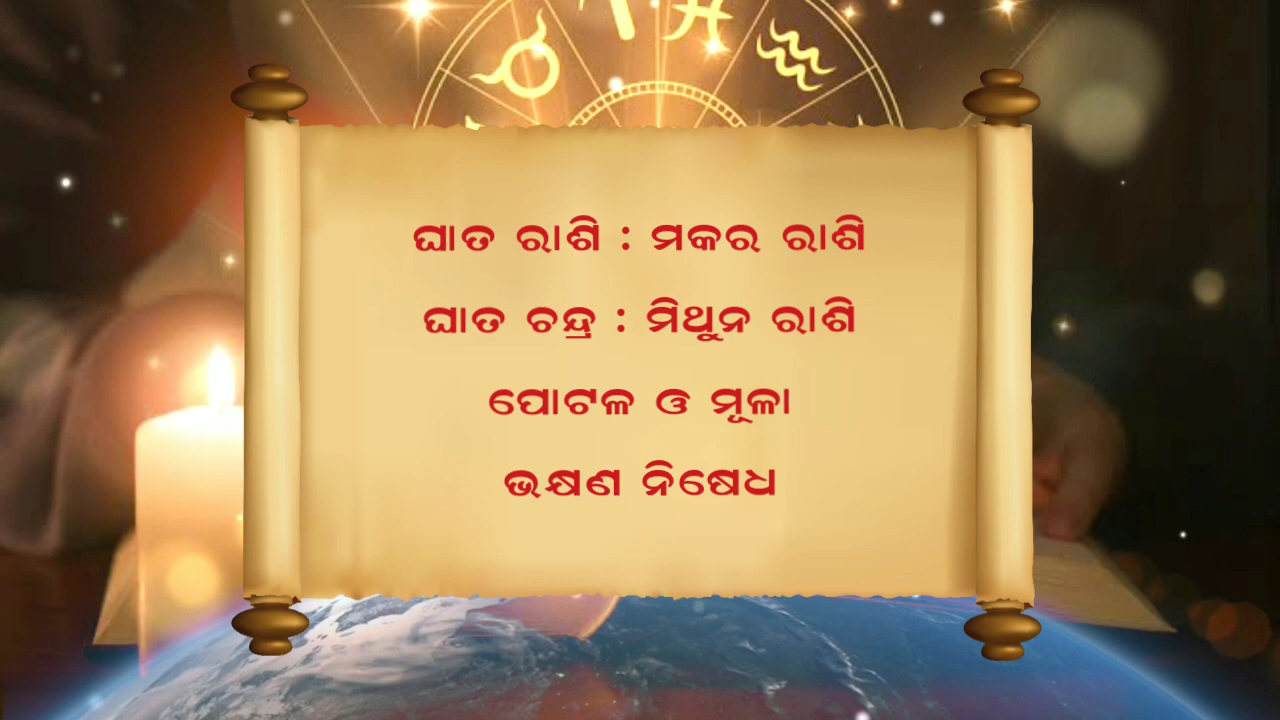 ଘାତ ରାଶି : ମକର ରାଶି
ଘାତ ଚନ୍ଦ୍ର : ମିଥୁନ ରାଶି
ପୋଟଳ ଓ ମୂଳା
ଭକ୍ଷଣ ନିଷେଧ